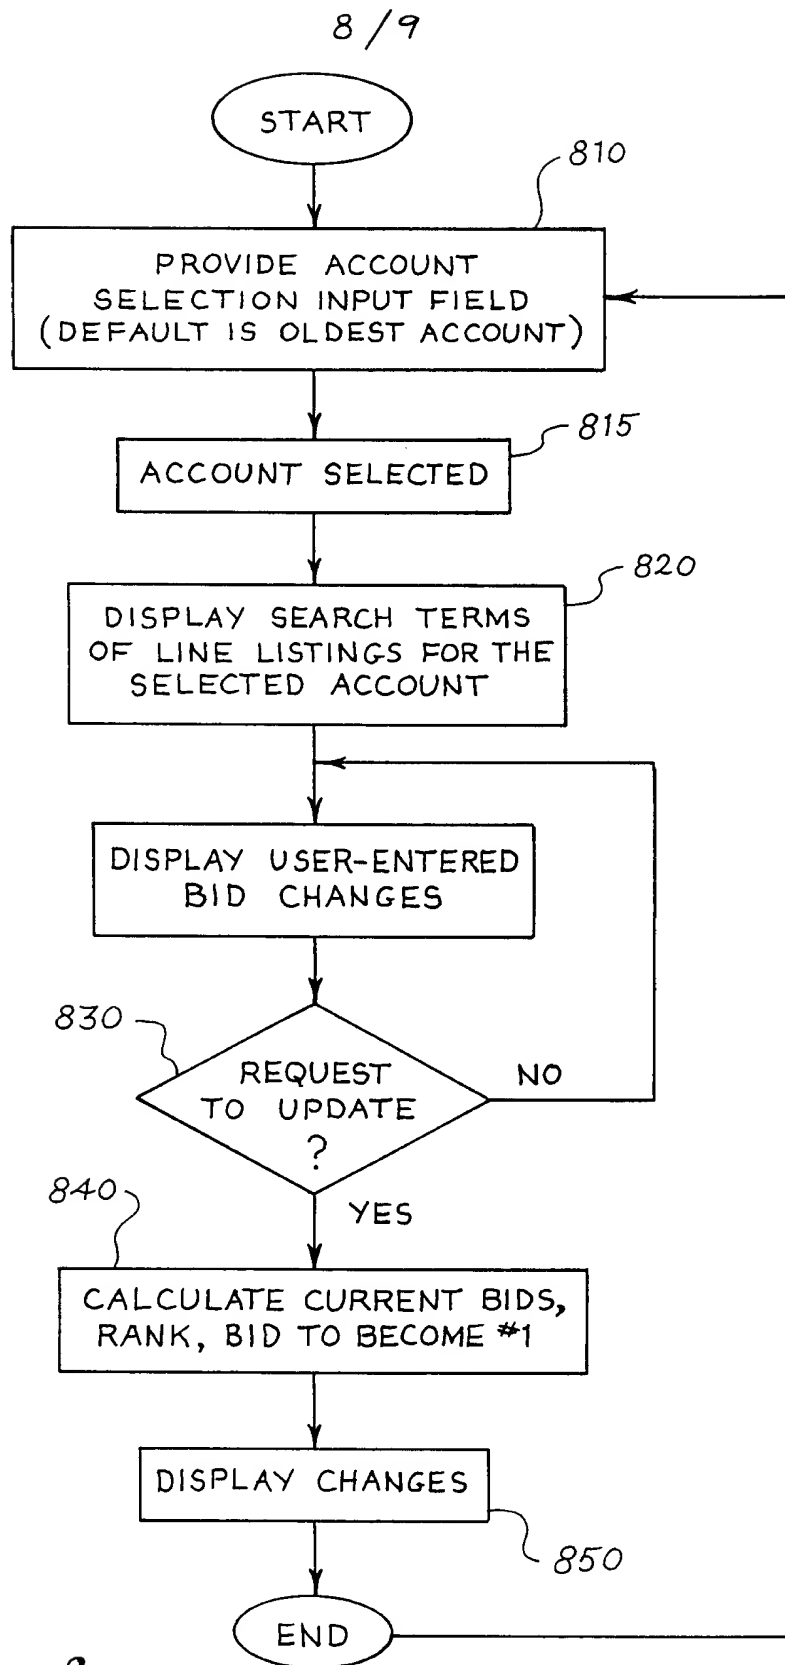 8/9
START
810
PROVIDE ACCOUNT
SELECTION INPUT FIELD
(DEFAULT IS OLDEST ACCOUNT)
815
ACCOUNT SELECTED
820
DISPLAY SEARCH TERMS
OF LINE LISTINGS FOR THE
SELECTED ACCOUNT
DISPLAY USER-ENTERED
BID CHANGES
830
REQUEST
TO UPDATE
?
NO
YES
840
CALCULATE CURRENT BIDS,
RANK, BID TO BECOME #1
DISPLAY CHANGES
850
END